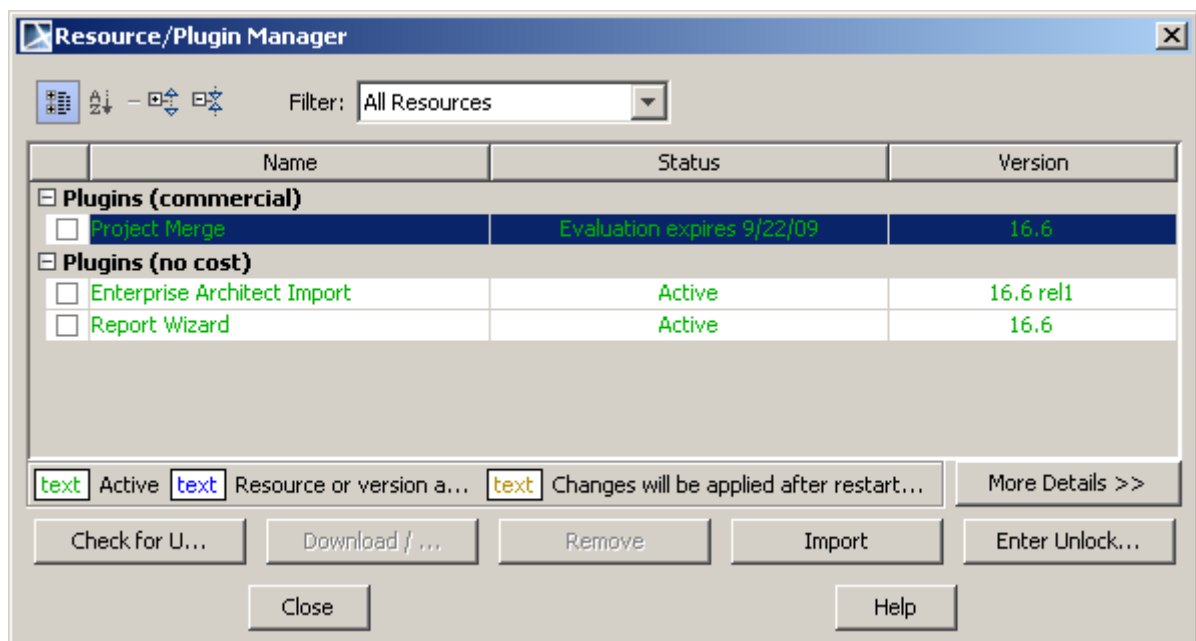 Resource/Plugin Manager
Filter: All Resources
Name Status Version
Plugins (commercial)
Project Merge Evaluation expires 9/22/09 16.6
Plugins (no cost)
Enterprise Architect Import Active 16.6 rel1
Report Wizard Active 16.6
text Active text Resource or version a... text Changes will be applied after restart... More Details >>
Check for U... Download / ... Remove Import Enter Unlock...
Close Help